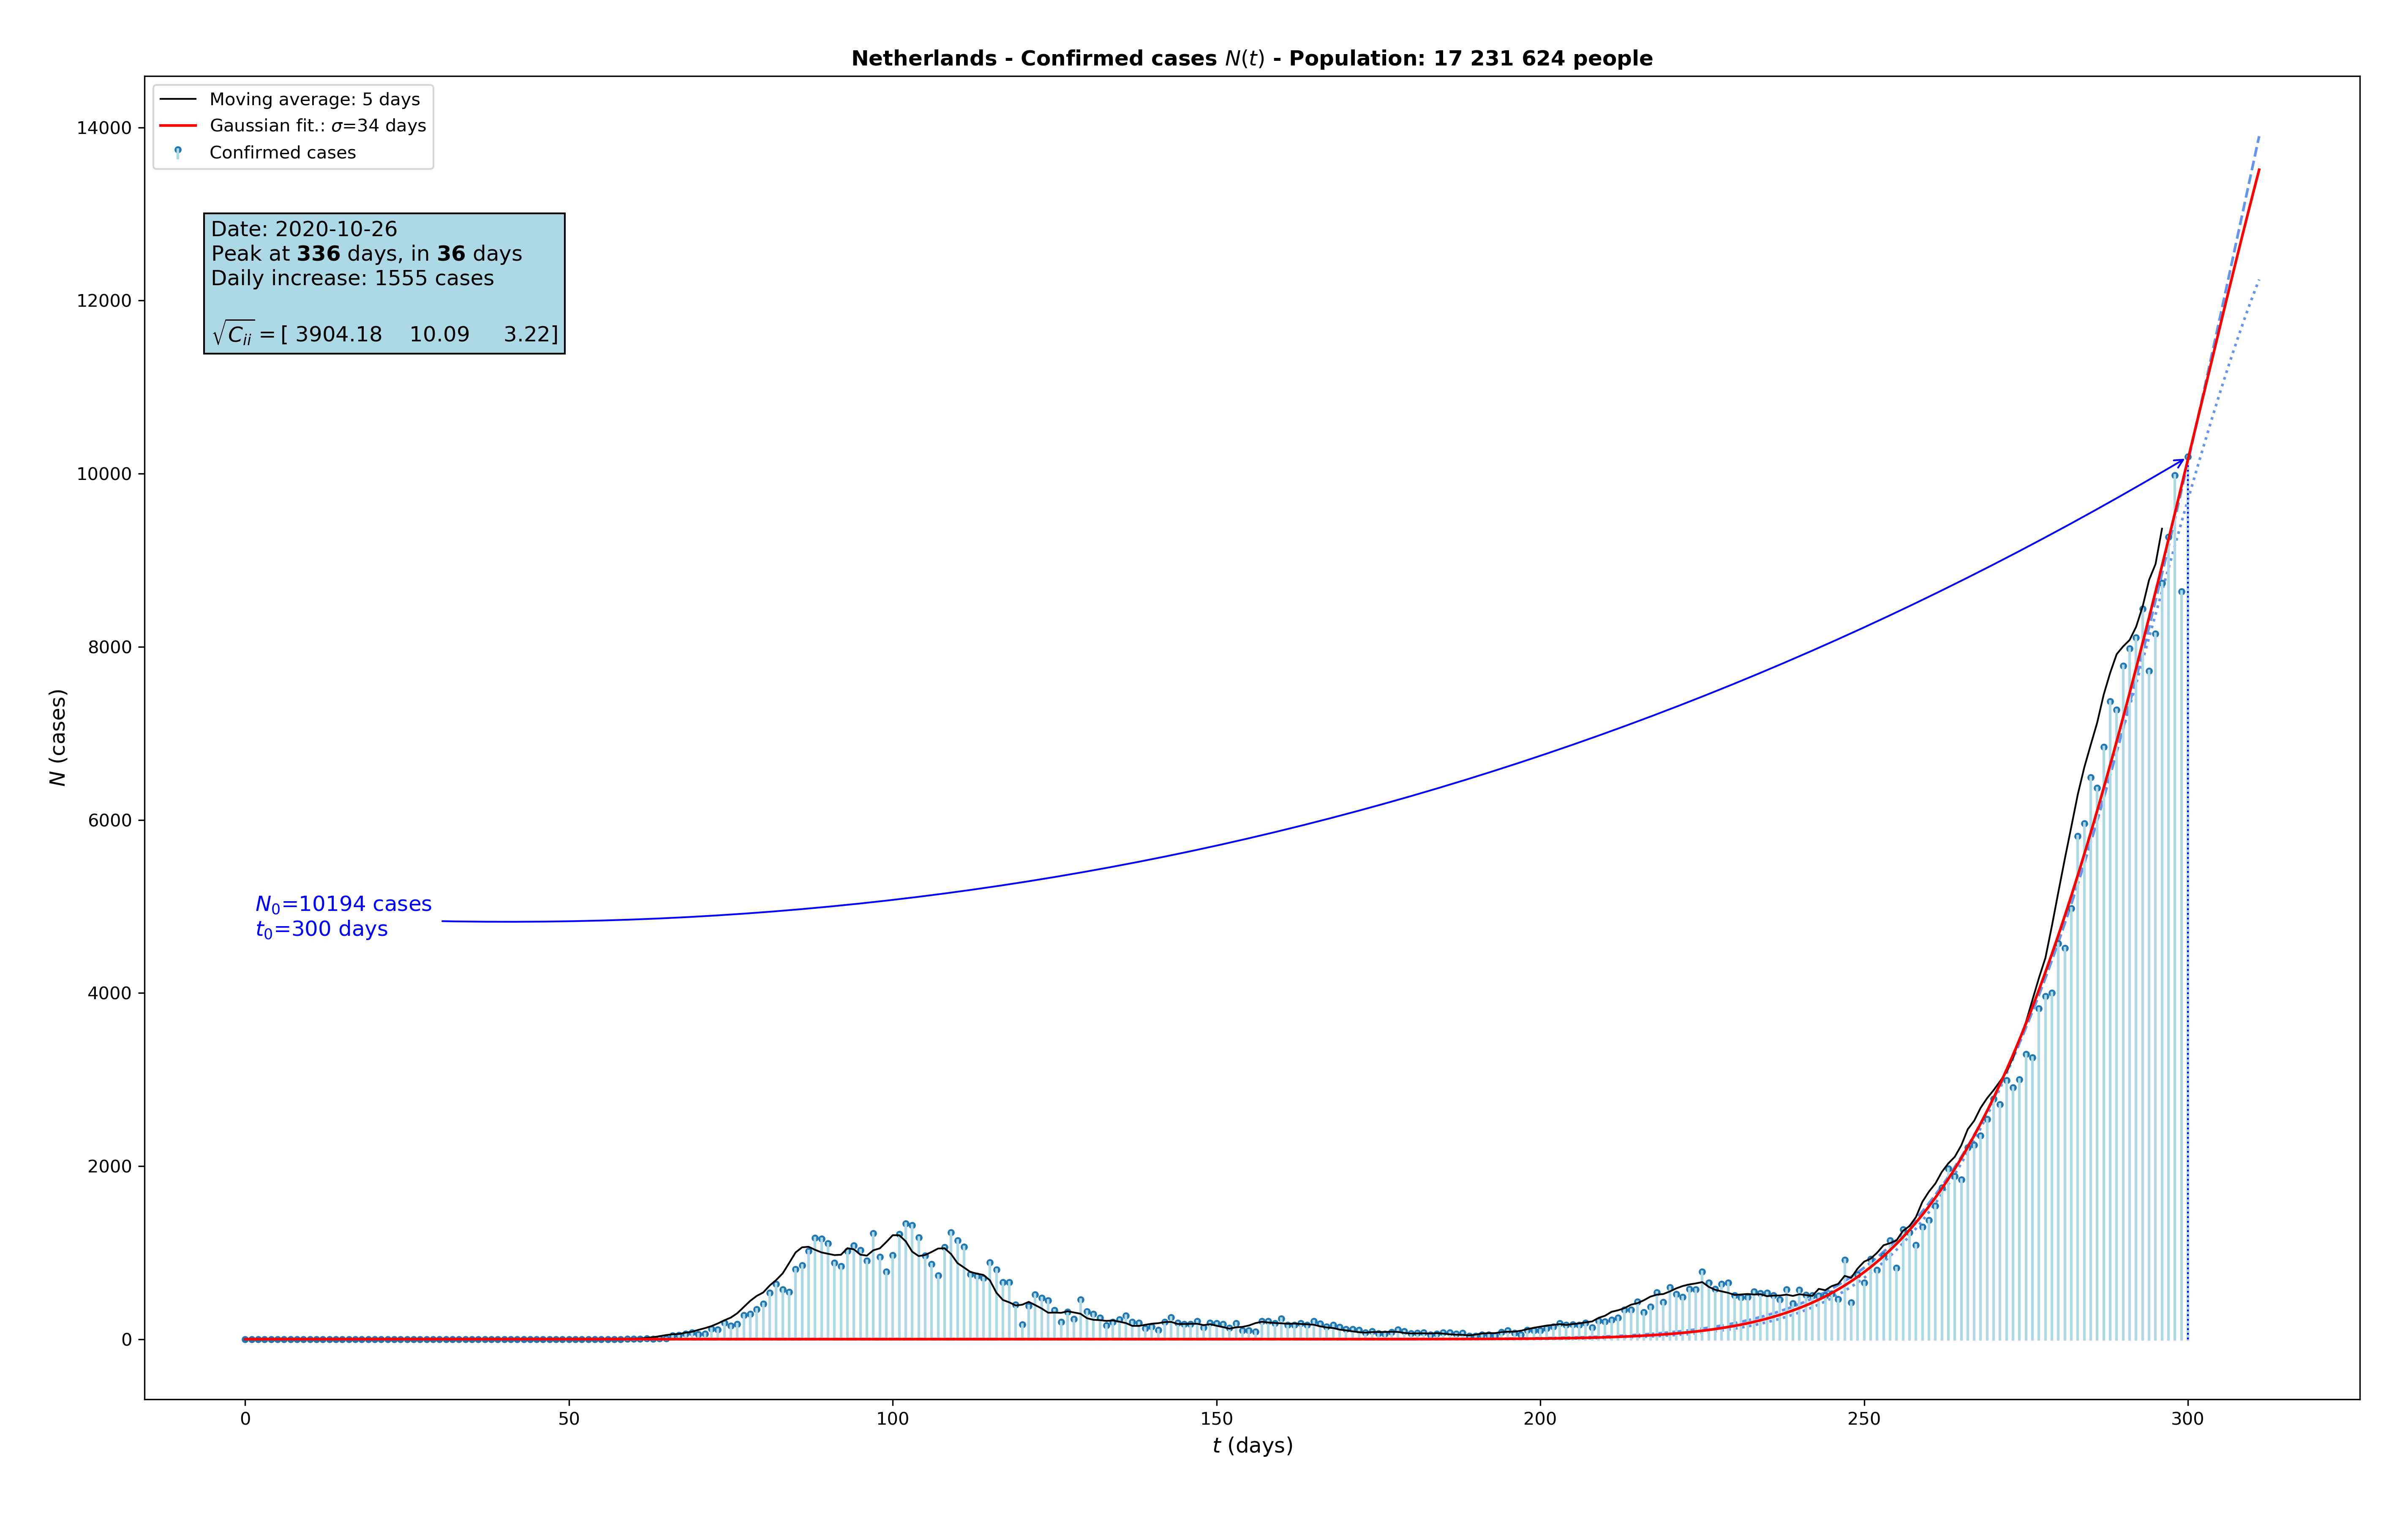 Netherlands - Confirmed cases N(t) - Population: 17 231 624 people
Moving average: 5 days
Gaussian fit.: σ=34 days
Confirmed cases
Date: 2020-10-26
Peak at 336 days, in 36 days
Daily increase: 1555 cases
√Cᵢᵢ = [ 3904.18 10.09 3.22]
N₀=10194 cases
t₀=300 days
N (cases)
14000
12000
10000
8000
6000
4000
2000
0
0 50 100 150 200 250 300
t (days)